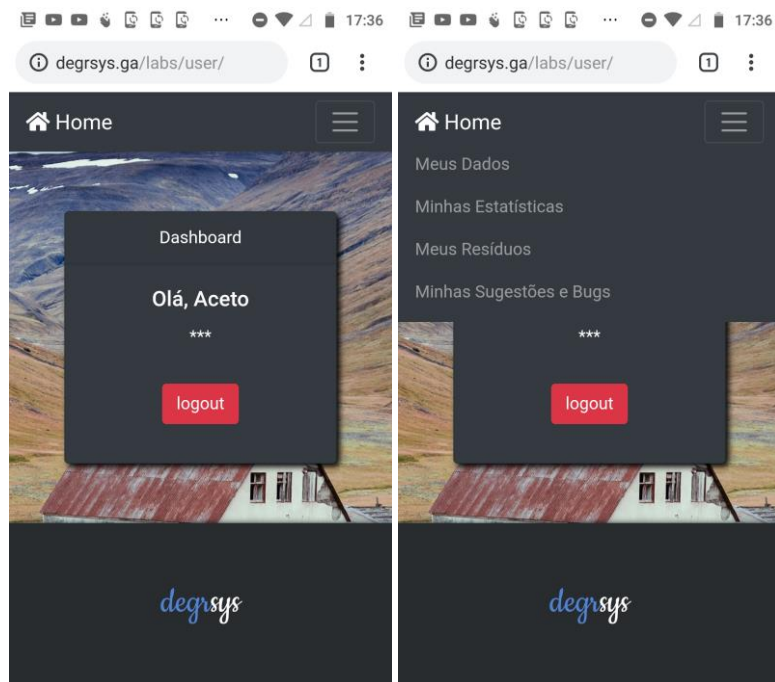 17:36
degrsys.ga/labs/user/
1
Home
Dashboard
Olá, Aceto
***
logout
degrsys
17:36
degrsys.ga/labs/user/
1
Home
Meus Dados
Minhas Estatísticas
Meus Resíduos
Minhas Sugestões e Bugs
***
logout
degrsys